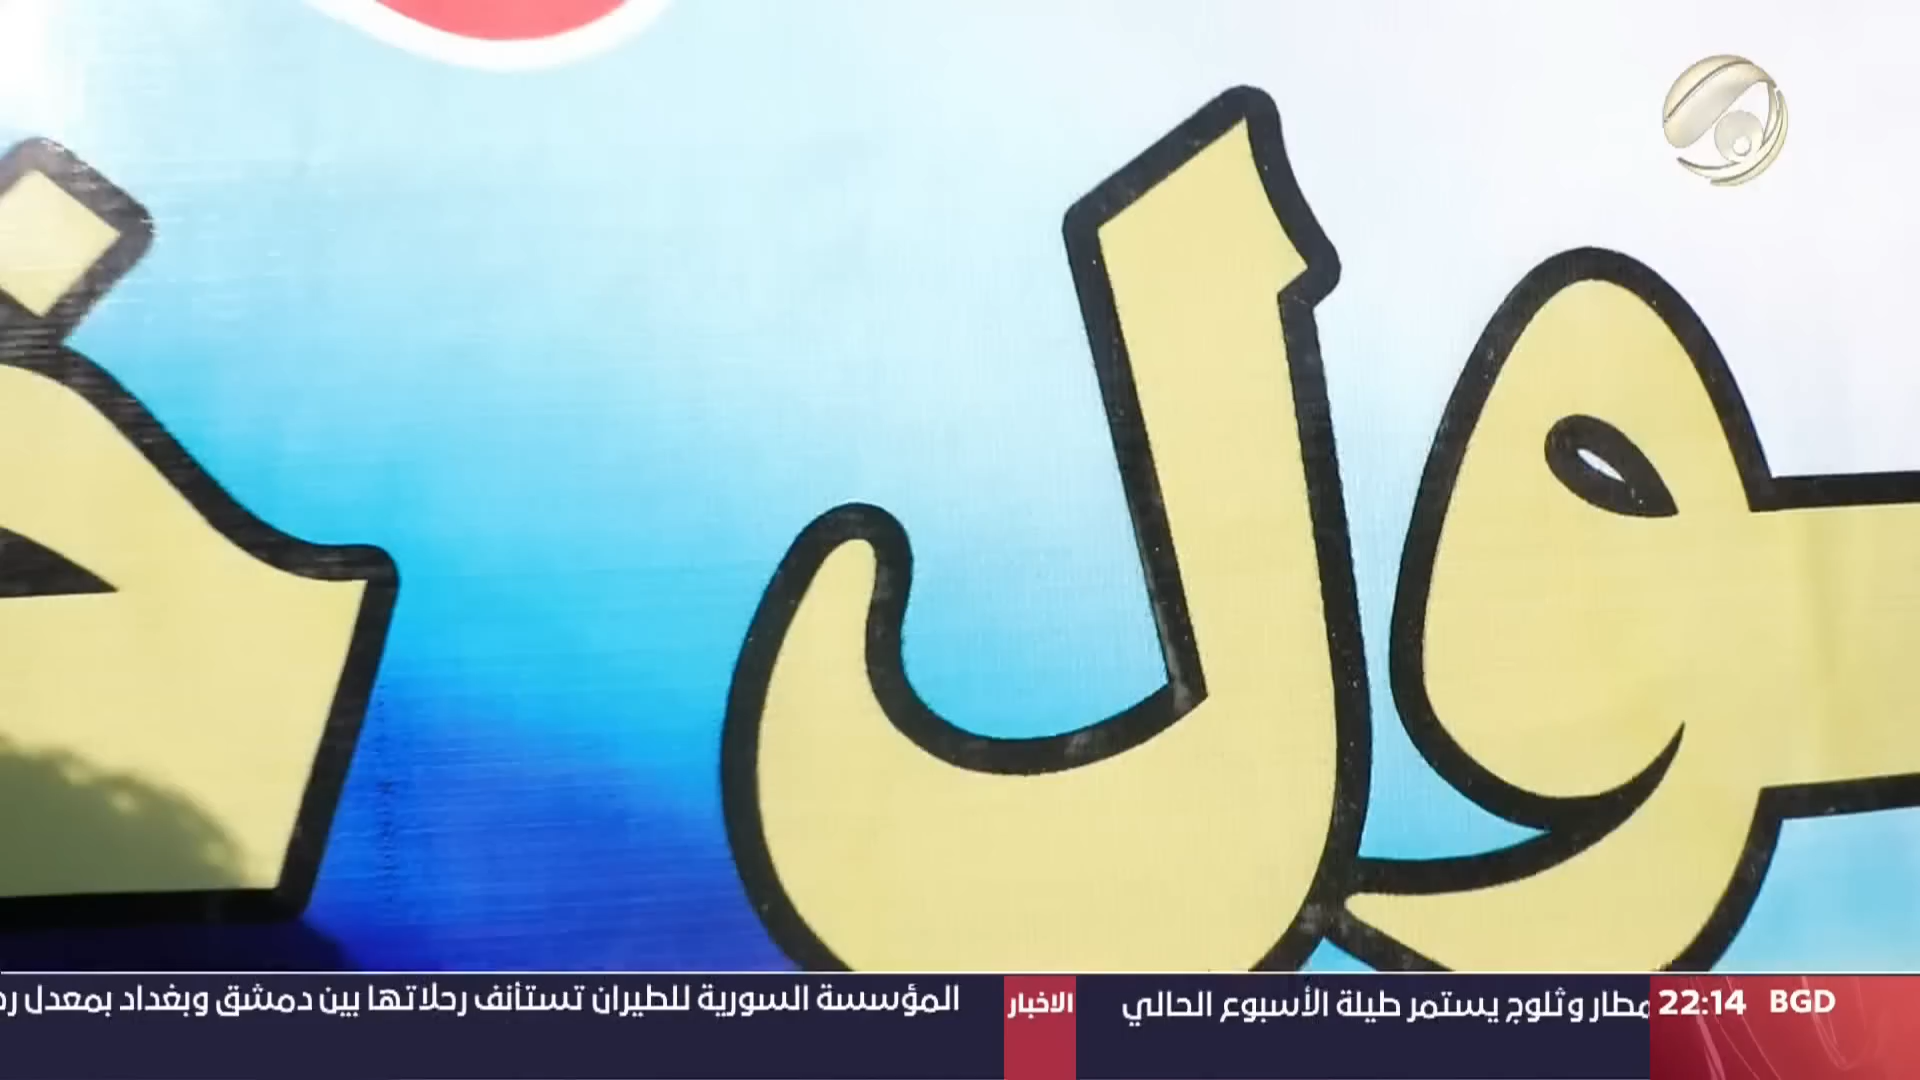 ول خ
22:14 BGD
مطار وثلوج يستمر طيلة الأسبوع الحالي
الاخبار
المؤسسة السورية للطيران تستأنف رحلاتها بين دمشق وبغداد بمعدل